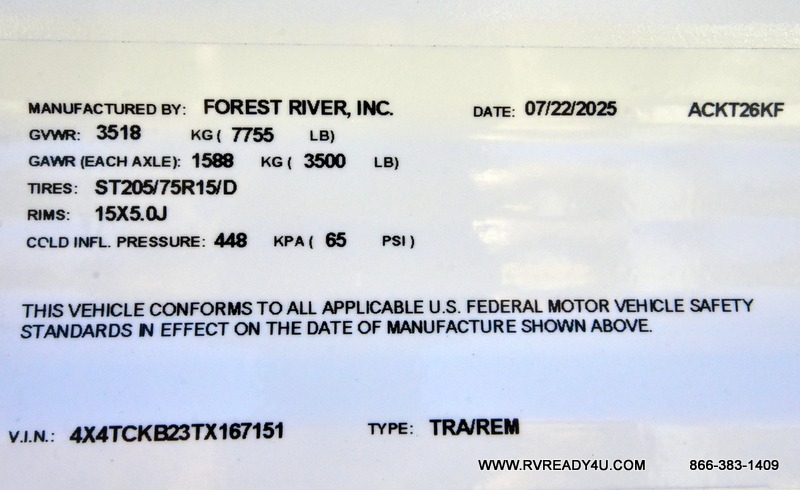 MANUFACTURED BY: FOREST RIVER, INC. DATE: 07/22/2025 ACKT26KF
GVWR: 3518 KG ( 7755 LB)
GAWR (EACH AXLE): 1588 KG ( 3500 LB)
TIRES: ST205/75R15/D
RIMS: 15X5.0J
COLD INFL. PRESSURE: 448 KPA ( 65 PSI )
THIS VEHICLE CONFORMS TO ALL APPLICABLE U.S. FEDERAL MOTOR VEHICLE SAFETY
STANDARDS IN EFFECT ON THE DATE OF MANUFACTURE SHOWN ABOVE.
V.I.N.: 4X4TCKB23TX167151 TYPE: TRA/REM
WWW.RVREADY4U.COM 866-383-1409